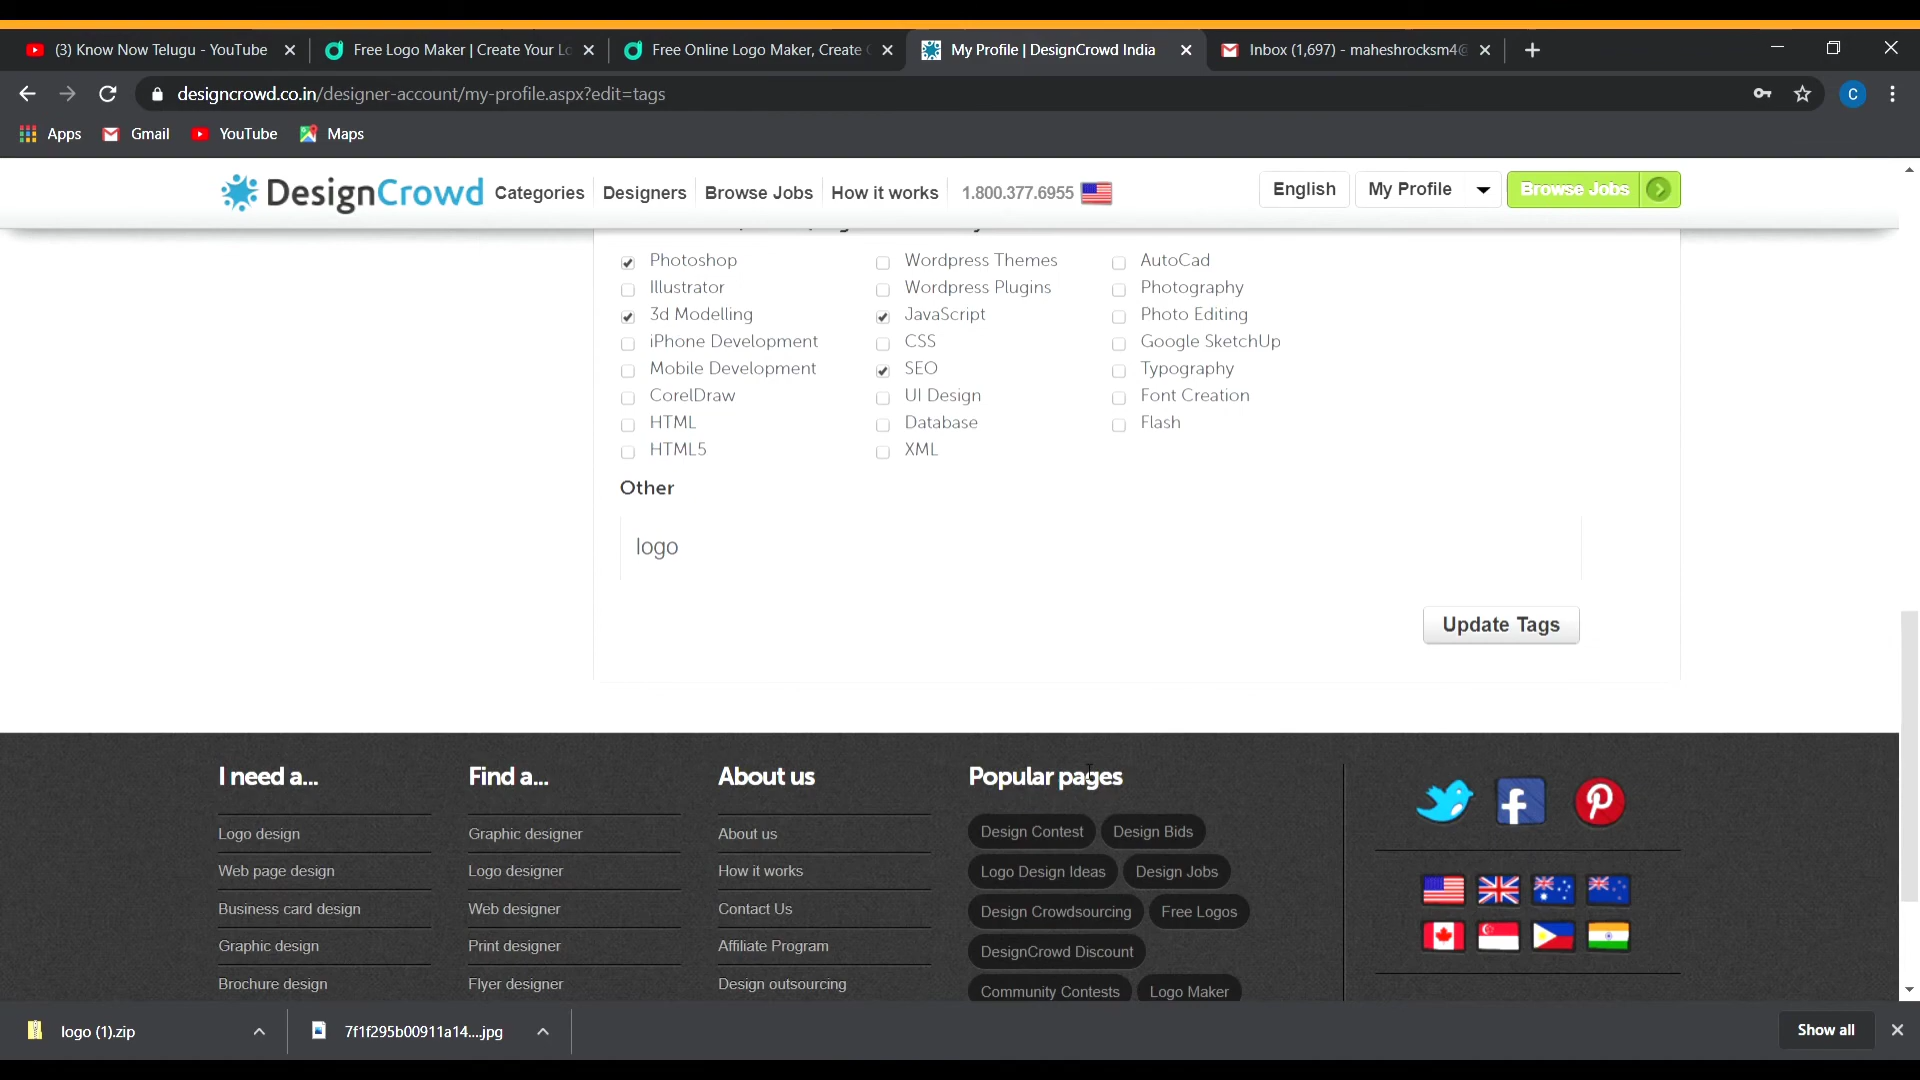 (3) Know Now Telugu - YouTube
Free Logo Maker | Create Your Lo
Free Online Logo Maker, Create
My Profile | DesignCrowd India
Inbox (1,697) - maheshrocksm4@
designcrowd.co.in/designer-account/my-profile.aspx?edit=tags
C
Apps
Gmail
YouTube
Maps
DesignCrowd
Categories
Designers
Browse Jobs
How it works
1.800.377.6955
English
My Profile
Browse Jobs
Photoshop
Illustrator
3d Modelling
iPhone Development
Mobile Development
CorelDraw
HTML
HTML5
Wordpress Themes
Wordpress Plugins
JavaScript
CSS
SEO
UI Design
Database
XML
AutoCad
Photography
Photo Editing
Google SketchUp
Typography
Font Creation
Flash
Other
logo
Update Tags
I need a...
Logo design
Web page design
Business card design
Graphic design
Brochure design
Find a...
Graphic designer
Logo designer
Web designer
Print designer
Flyer designer
About us
About us
How it works
Contact Us
Affiliate Program
Design outsourcing
Popular pages
Design Contest
Design Bids
Logo Design Ideas
Design Jobs
Design Crowdsourcing
Free Logos
DesignCrowd Discount
Community Contests
Logo Maker
logo (1).zip
7f1f295b00911a14....jpg
Show all